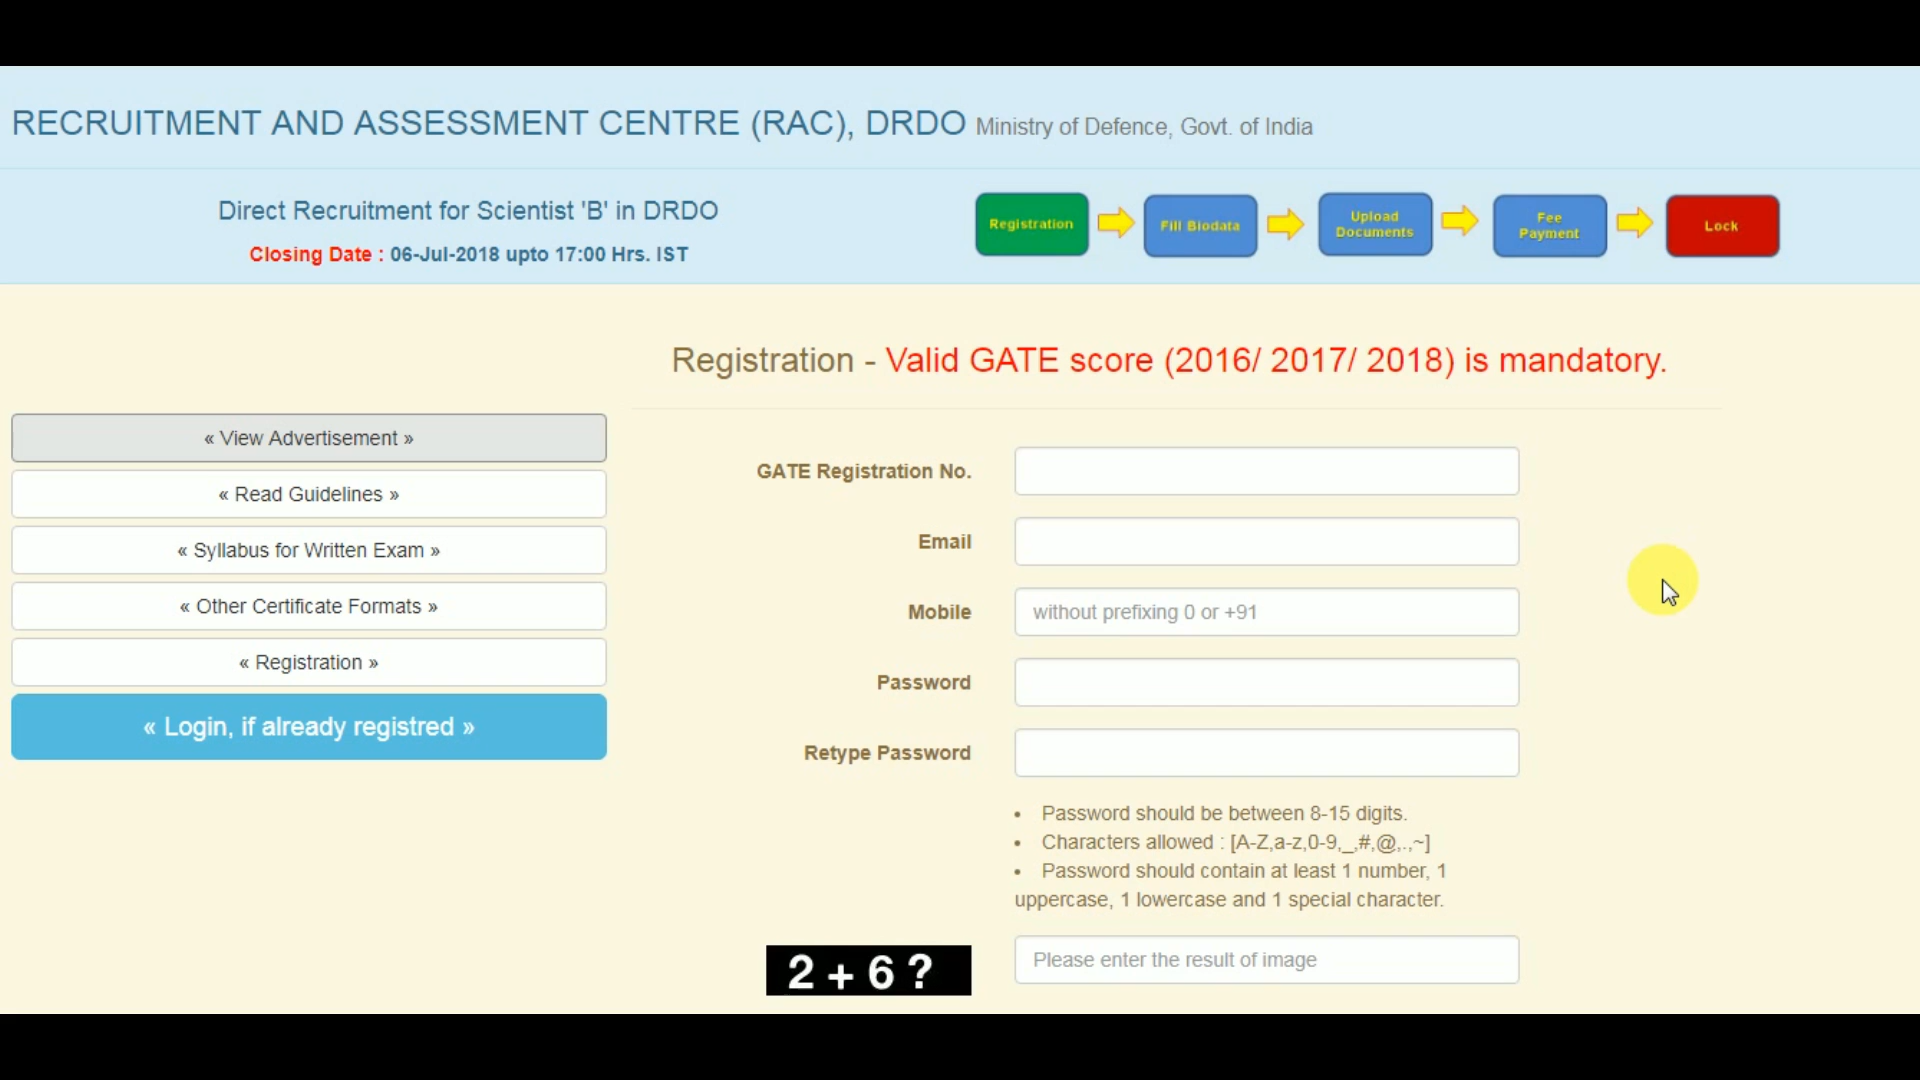 RECRUITMENT AND ASSESSMENT CENTRE (RAC), DRDO Ministry of Defence, Govt. of India
Direct Recruitment for Scientist 'B' in DRDO
Closing Date : 06-Jul-2018 upto 17:00 Hrs. IST
Registration
Fill Biodata
Upload
Documents
Fee
Payment
Lock
Registration - Valid GATE score (2016/ 2017/ 2018) is mandatory.
« View Advertisement »
« Read Guidelines »
« Syllabus for Written Exam »
« Other Certificate Formats »
« Registration »
« Login, if already registred »
GATE Registration No.
Email
Mobile without prefixing 0 or +91
Password
Retype Password
• Password should be between 8-15 digits.
• Characters allowed : [A-Z,a-z,0-9,_,#,@,.,~]
• Password should contain at least 1 number, 1
uppercase, 1 lowercase and 1 special character.
2 + 6 ? Please enter the result of image